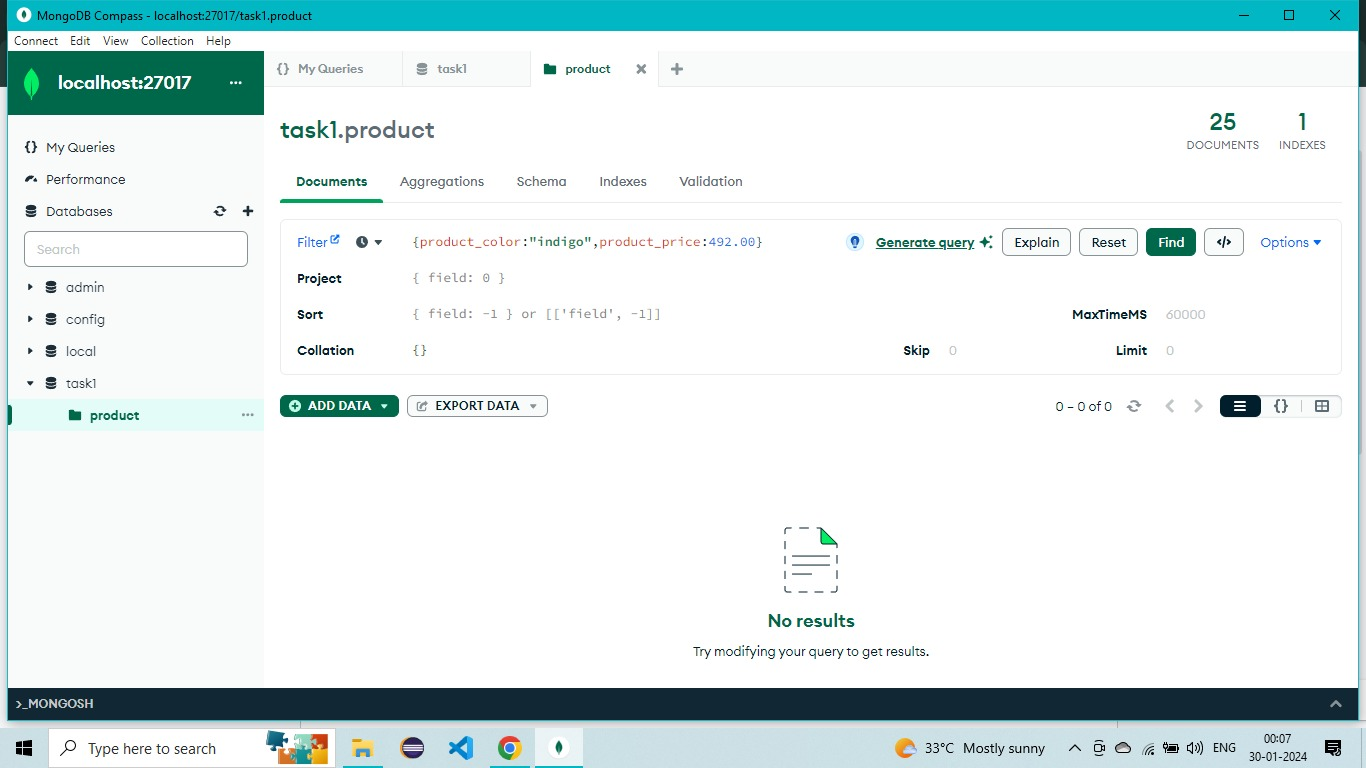 MongoDB Compass - localhost:27017/task1.product
Connect Edit View Collection Help
localhost:27017 ...
{} My Queries
task1
product
My Queries
Performance
Databases
Search
admin
config
local
task1
product ...
task1.product
25
DOCUMENTS
1
INDEXES
Documents Aggregations Schema Indexes Validation
Filter {product_color:"indigo",product_price:492.00} Generate query Explain Reset Find </> Options
Project { field: 0 }
Sort { field: -1 } or [['field', -1]] MaxTimeMS 60000
Collation {} Skip 0 Limit 0
ADD DATA EXPORT DATA 0 – 0 of 0 {}
No results
Try modifying your query to get results.
>_MONGOSH
Type here to search
33°C Mostly sunny
ENG
00:07
30-01-2024